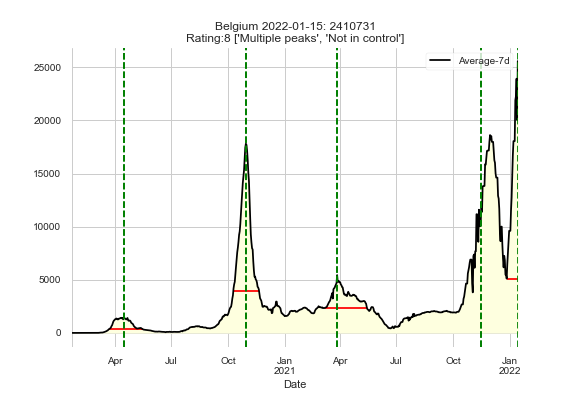 Belgium 2022-01-15: 2410731
Rating:8 ['Multiple peaks', 'Not in control']
Average-7d
25000
20000
15000
10000
5000
0
Apr Jul Oct Jan Apr Jul Oct Jan
2021 2022
Date